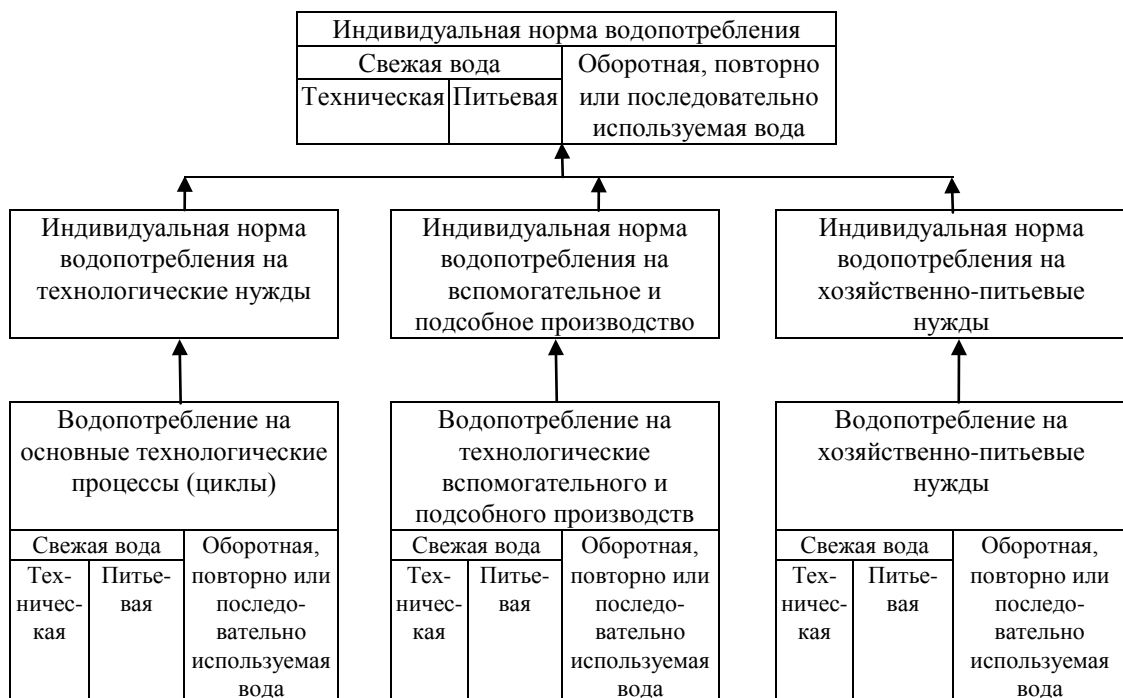 Индивидуальная норма водопотребления
Свежая вода
Техническая
Питьевая
Оборотная, повторно
или последовательно
используемая вода
Индивидуальная норма
водопотребления на
технологические нужды
Индивидуальная норма
водопотребления на
вспомогательное и
подсобное производство
Индивидуальная норма
водопотребления на
хозяйственно-питьевые
нужды
Водопотребление на
основные технологические
процессы (циклы)
Свежая вода
Тех-
ничес-
кая
Питье-
вая
Оборотная,
повторно или
последо-
вательно
используемая
вода
Водопотребление на
технологические
вспомогательного и
подсобного производств
Свежая вода
Тех-
ничес-
кая
Питье-
вая
Оборотная,
повторно или
последо-
вательно
используемая
вода
Водопотребление на
хозяйственно-питьевые
нужды
Свежая вода
Тех-
ничес-
кая
Питье-
вая
Оборотная,
повторно или
последо-
вательно
используемая
вода